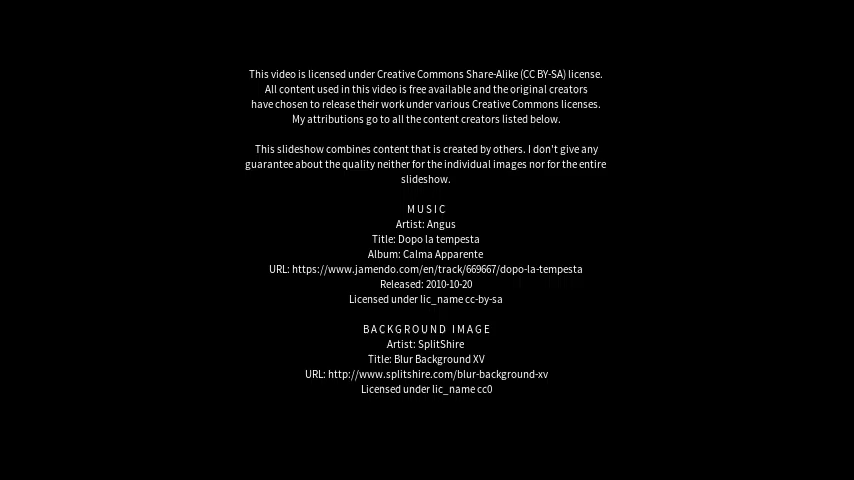 This video is licensed under Creative Commons Share-Alike (CC BY-SA) license.
All content used in this video is free available and the original creators
have chosen to release their work under various Creative Commons licenses.
My attributions go to all the content creators listed below.
This slideshow combines content that is created by others. I don't give any
guarantee about the quality neither for the individual images nor for the entire
slideshow.
MUSIC
Artist: Angus
Title: Dopo la tempesta
Album: Calma Apparente
URL: https://www.jamendo.com/en/track/669667/dopo-la-tempesta
Released: 2010-10-20
Licensed under lic_name cc-by-sa
BACKGROUND IMAGE
Artist: SplitShire
Title: Blur Background XV
URL: http://www.splitshire.com/blur-background-xv
Licensed under lic_name cc0